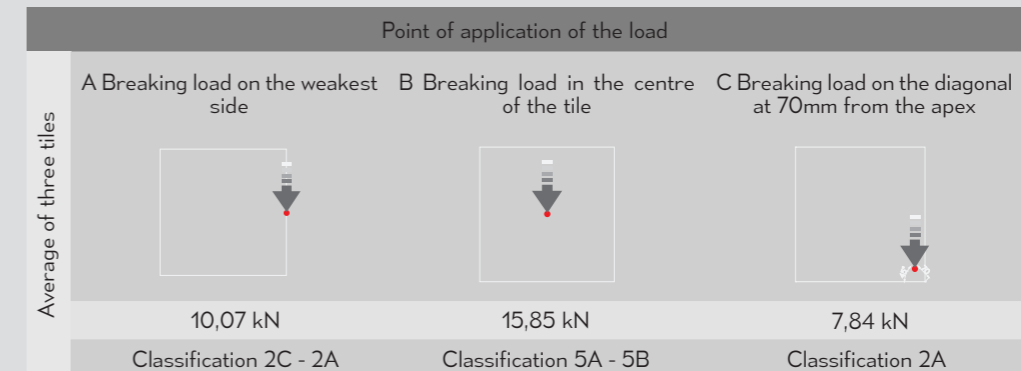 Point of application of the load
Average of three tiles
A Breaking load on the weakest
side
B Breaking load in the centre
of the tile
C Breaking load on the diagonal
at 70mm from the apex
10,07 kN
15,85 kN
7,84 kN
Classification 2C - 2A
Classification 5A - 5B
Classification 2A